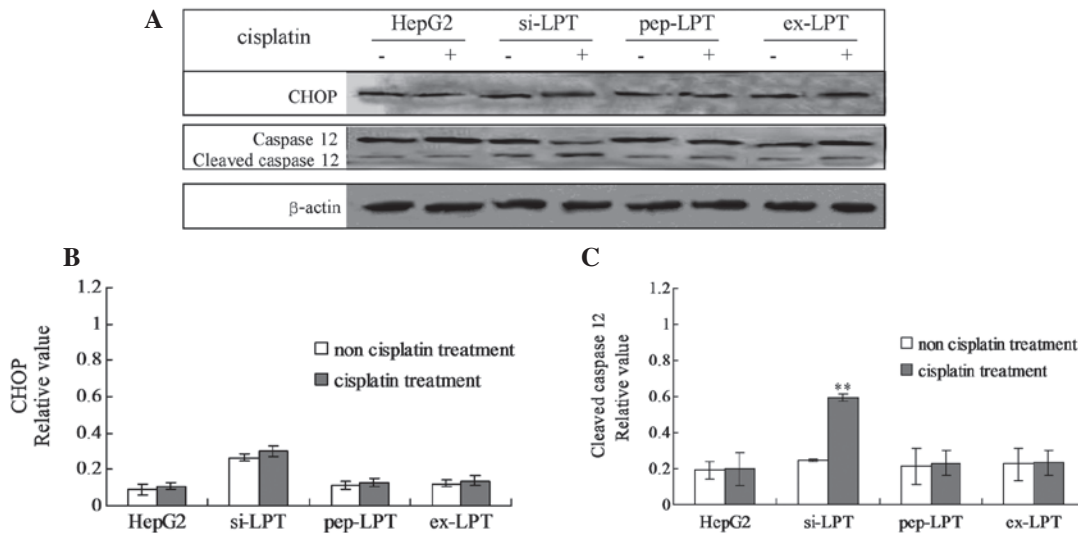 A
cisplatin HepG2 si-LPT pep-LPT ex-LPT
- + - + - + - +
CHOP
Caspase 12
Cleaved caspase 12
β-actin
B
CHOP
Relative value
1.2
1
0.8
0.6
0.4
0.2
0
non cisplatin treatment
cisplatin treatment
HepG2 si-LPT pep-LPT ex-LPT
C
Cleaved caspase 12
Relative value
1.2
1
0.8
0.6
0.4
0.2
0
**
non cisplatin treatment
cisplatin treatment
HepG2 si-LPT pep-LPT ex-LPT